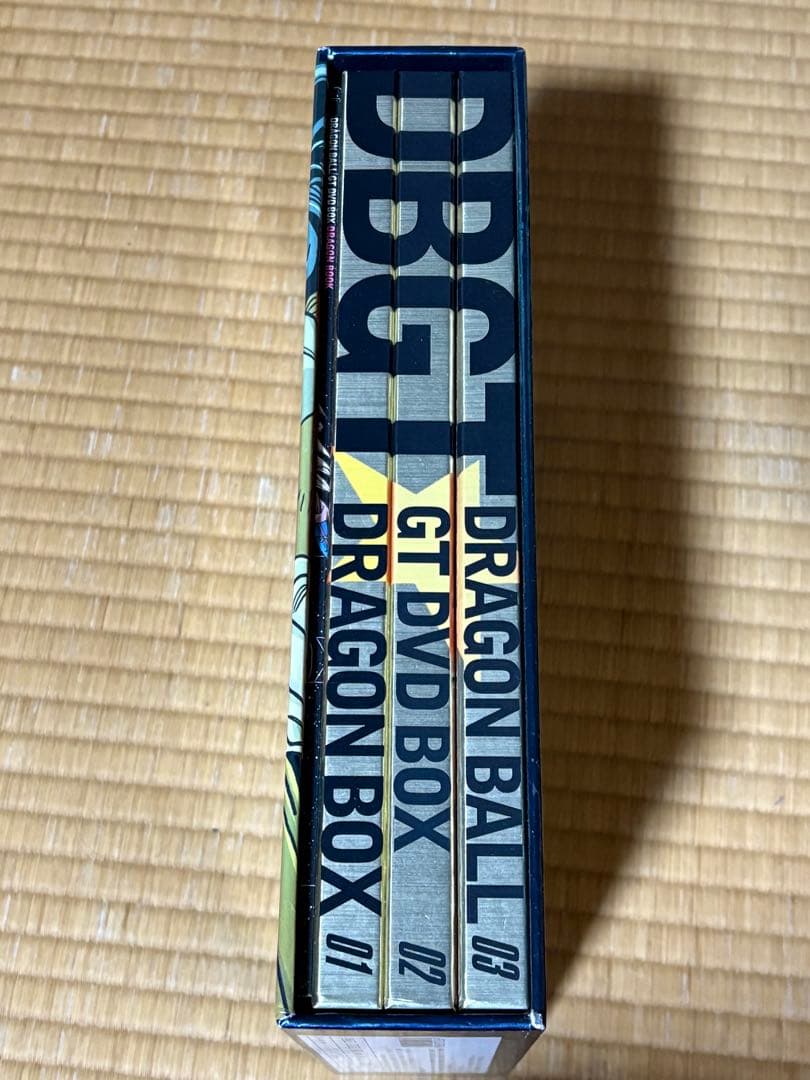 DBGT
DRAGON BALL
GT DVD BOX
DRAGON BOX
01
02
03
DRAGON BALL GT DVD BOX DRAGON BOOK